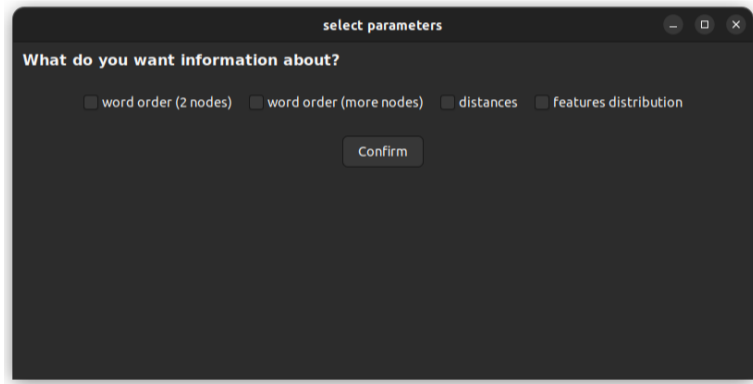 select parameters
What do you want information about?
word order (2 nodes) word order (more nodes) distances features distribution
Confirm